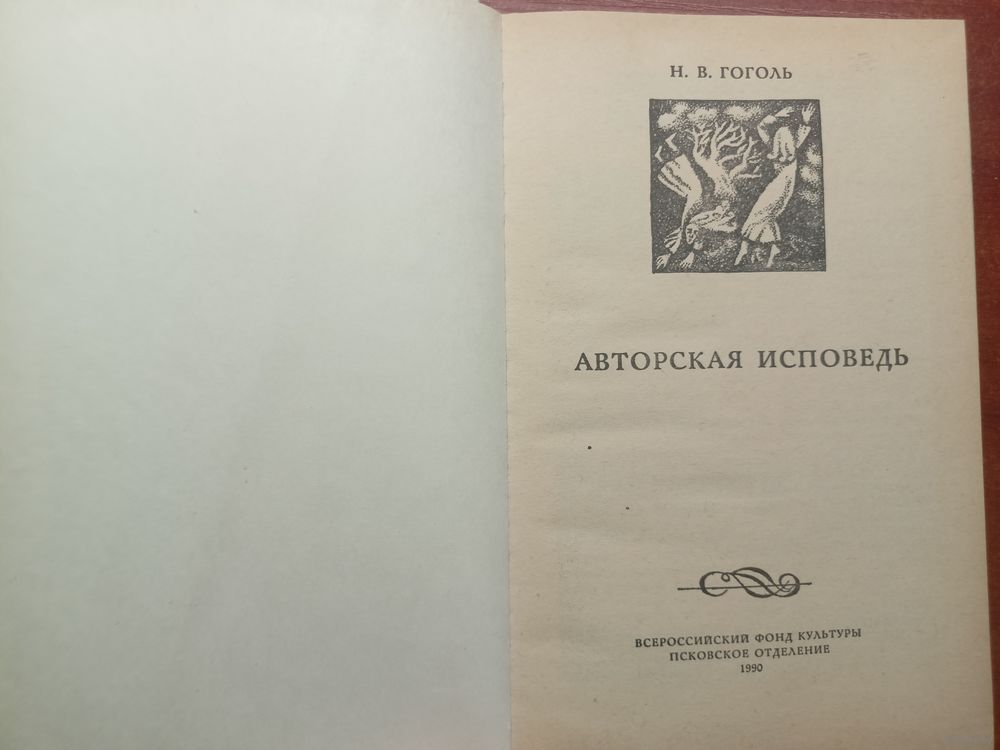 Н. В. ГОГОЛЬ
АВТОРСКАЯ ИСПОВЕДЬ
ВСЕРОССИЙСКИЙ ФОНД КУЛЬТУРЫ
ПСКОВСКОЕ ОТДЕЛЕНИЕ
1990